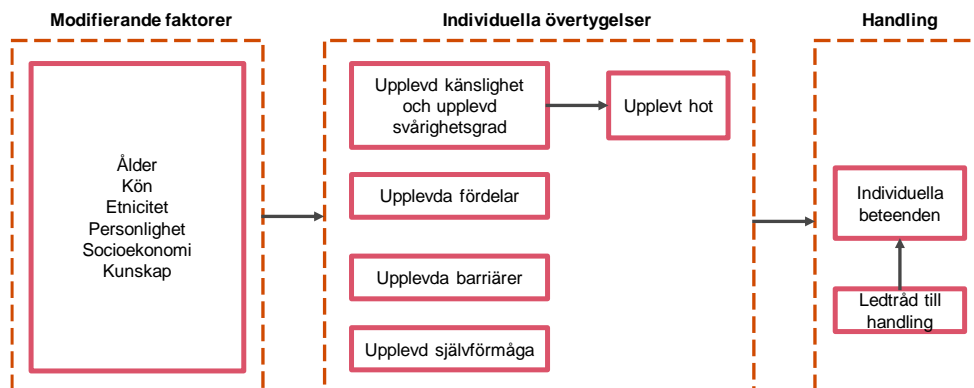 Modifierande faktorer
Individuella övertygelser
Handling
Ålder
Kön
Etnicitet
Personlighet
Socioekonomi
Kunskap
Upplevd känslighet
och upplevd
svårighetsgrad
Upplevt hot
Upplevda fördelar
Upplevda barriärer
Upplevd självförmåga
Individuella
beteenden
Ledtråd till
handling